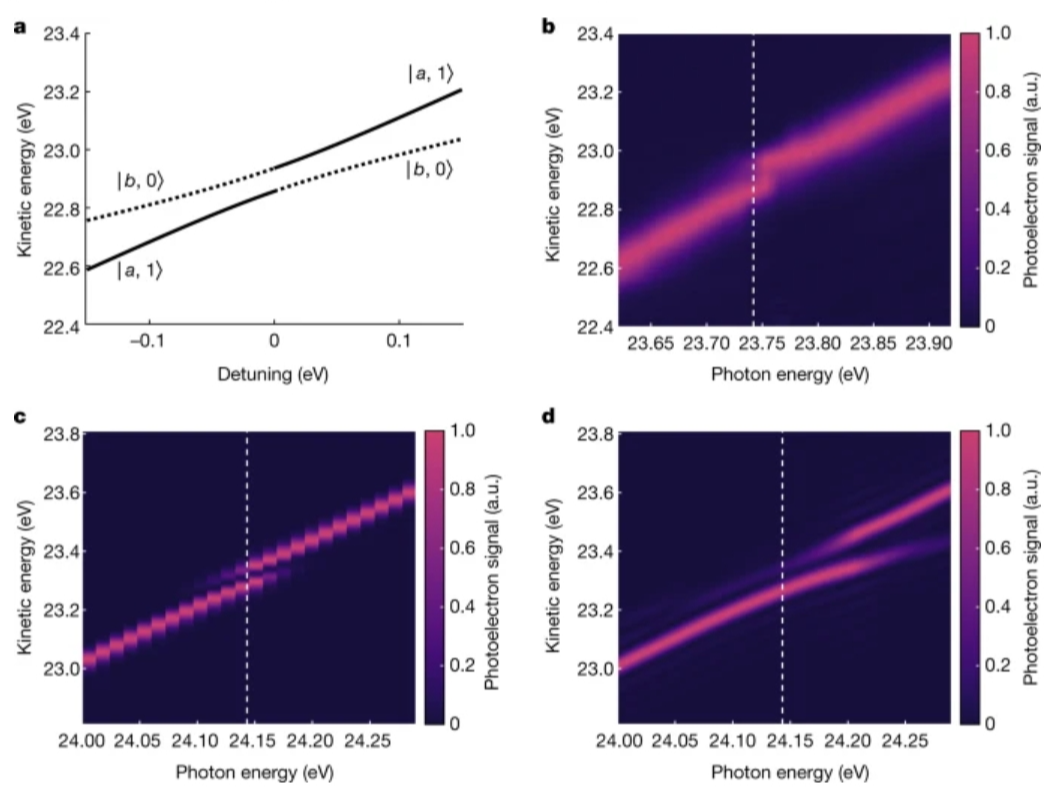 a
23.4
23.2
23.0
22.8
22.6
22.4
Kinetic energy (eV)
|a, 1⟩
|b, 0⟩
|b, 0⟩
|a, 1⟩
–0.1 0 0.1
Detuning (eV)
b
23.4
23.2
23.0
22.8
22.6
22.4
Kinetic energy (eV)
23.65 23.70 23.75 23.80 23.85 23.90
Photon energy (eV)
1.0
0.8
0.6
0.4
0.2
0
Photoelectron signal (a.u.)
c
23.8
23.6
23.4
23.2
23.0
Kinetic energy (eV)
24.00 24.05 24.10 24.15 24.20 24.25
Photon energy (eV)
1.0
0.8
0.6
0.4
0.2
0
Photoelectron signal (a.u.)
d
23.8
23.6
23.4
23.2
23.0
Kinetic energy (eV)
24.00 24.05 24.10 24.15 24.20 24.25
Photon energy (eV)
1.0
0.8
0.6
0.4
0.2
0
Photoelectron signal (a.u.)